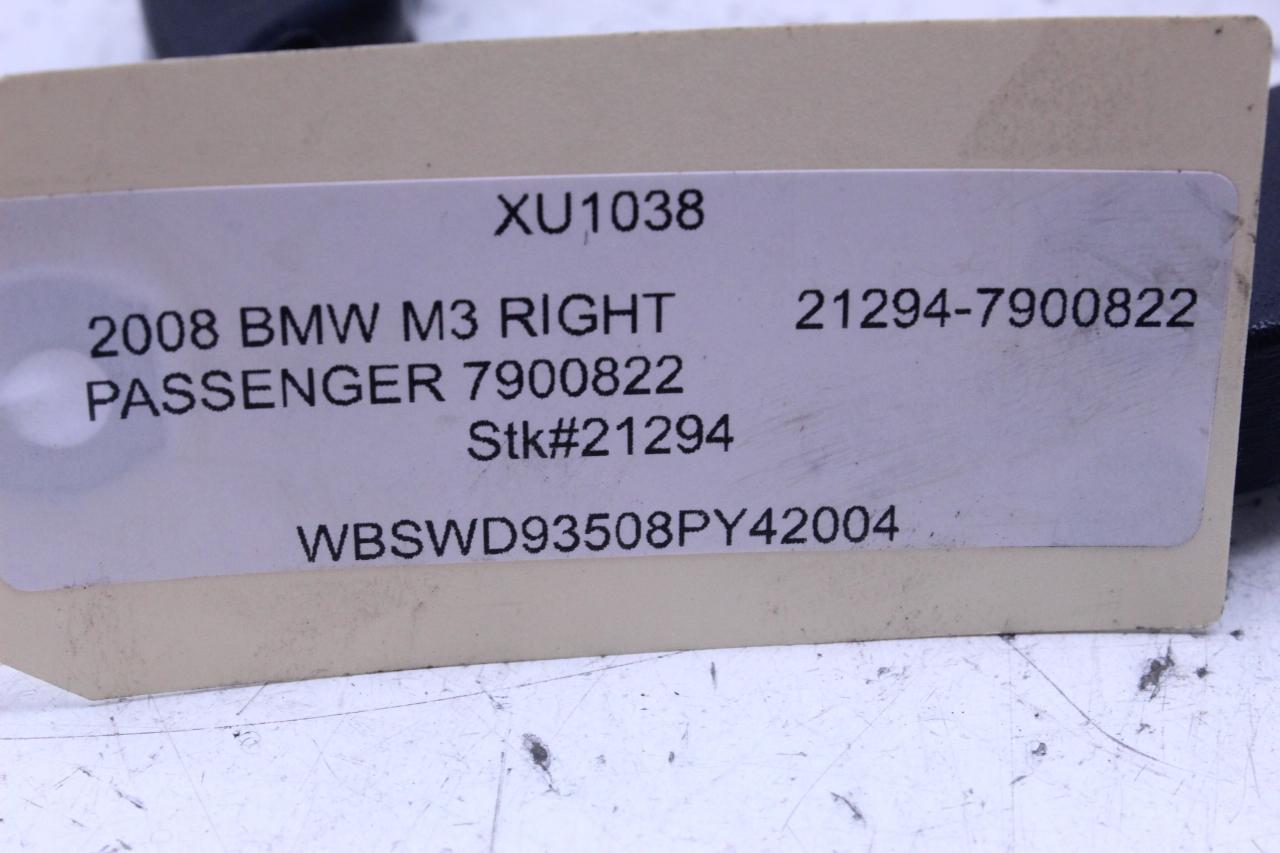 XU1038
2008 BMW M3 RIGHT 21294-7900822
PASSENGER 7900822
Stk#21294
WBSWD93508PY42004